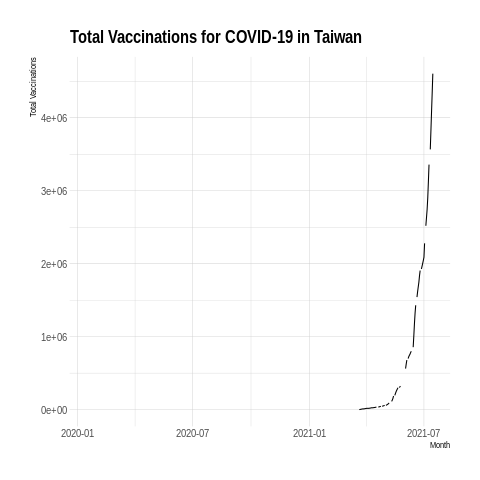 Total Vaccinations for COVID-19 in Taiwan
Total Vaccinations
4e+06
3e+06
2e+06
1e+06
0e+00
2020-01 2020-07 2021-01 2021-07
Month